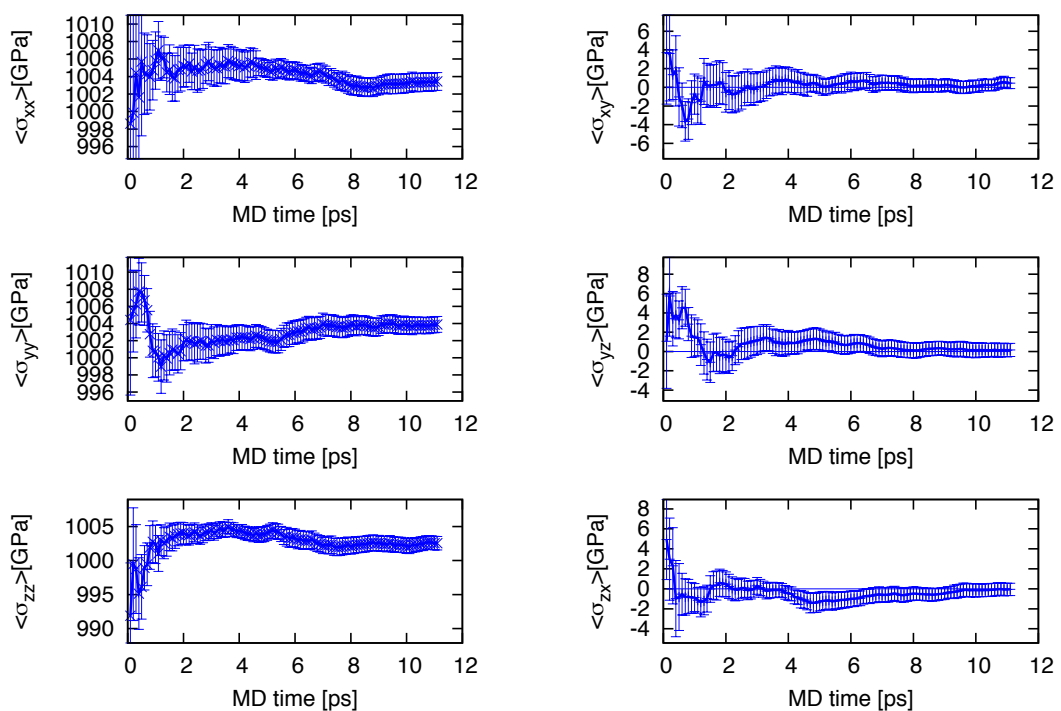 <σxx>[GPa]
1010
1008
1006
1004
1002
1000
998
996
0 2 4 6 8 10 12
MD time [ps]
<σxy>[GPa]
6
4
2
0
-2
-4
-6
0 2 4 6 8 10 12
MD time [ps]
<σyy>[GPa]
1010
1008
1006
1004
1002
1000
998
996
0 2 4 6 8 10 12
MD time [ps]
<σyz>[GPa]
8
6
4
2
0
-2
-4
0 2 4 6 8 10 12
MD time [ps]
<σzz>[GPa]
1005
1000
995
990
0 2 4 6 8 10 12
MD time [ps]
<σzx>[GPa]
8
6
4
2
0
-2
-4
0 2 4 6 8 10 12
MD time [ps]